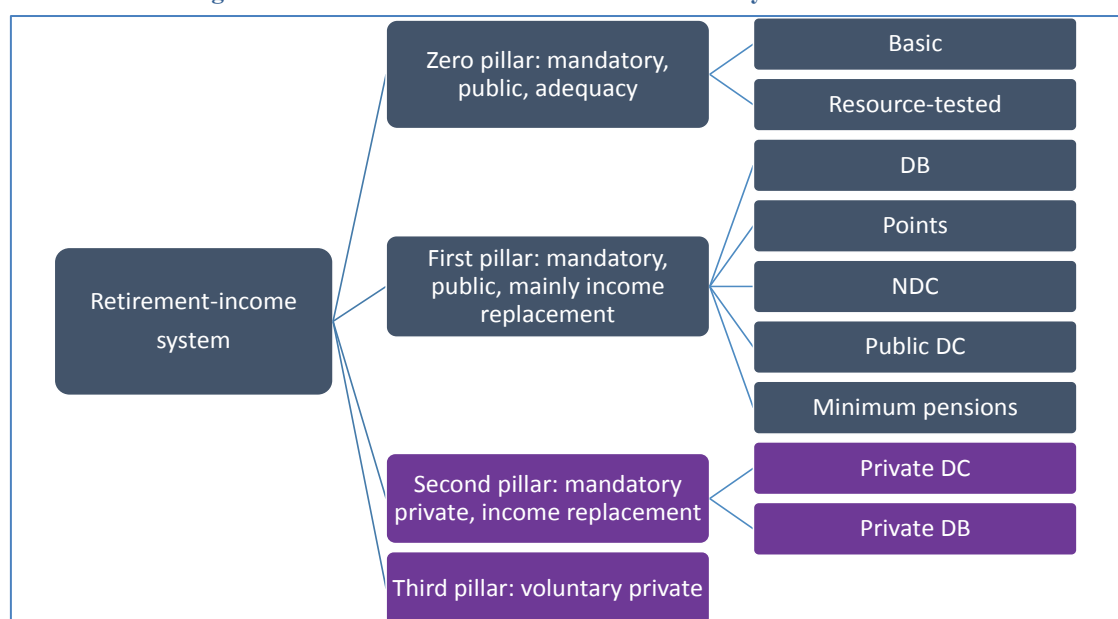 Retirement-income
system
Zero pillar: mandatory,
public, adequacy
Basic
Resource-tested
First pillar: mandatory,
public, mainly income
replacement
DB
Points
NDC
Public DC
Minimum pensions
Second pillar: mandatory
private, income replacement
Private DC
Private DB
Third pillar: voluntary private